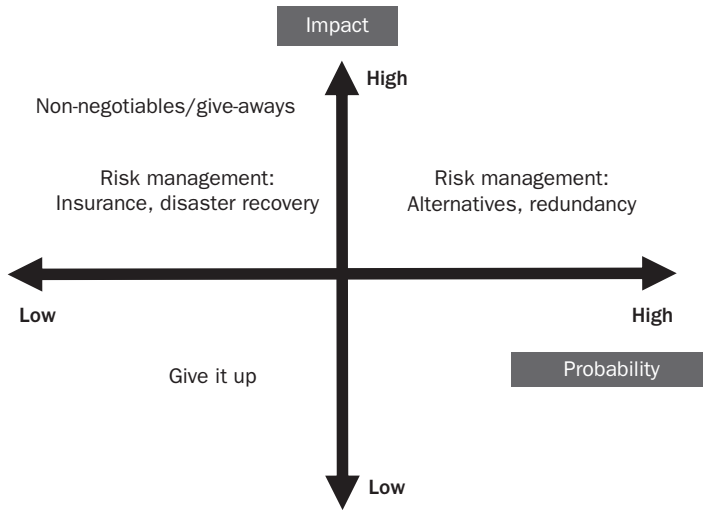 Impact
High
Non-negotiables/give-aways
Risk management:
Insurance, disaster recovery
Risk management:
Alternatives, redundancy
Low
High
Give it up
Probability
Low